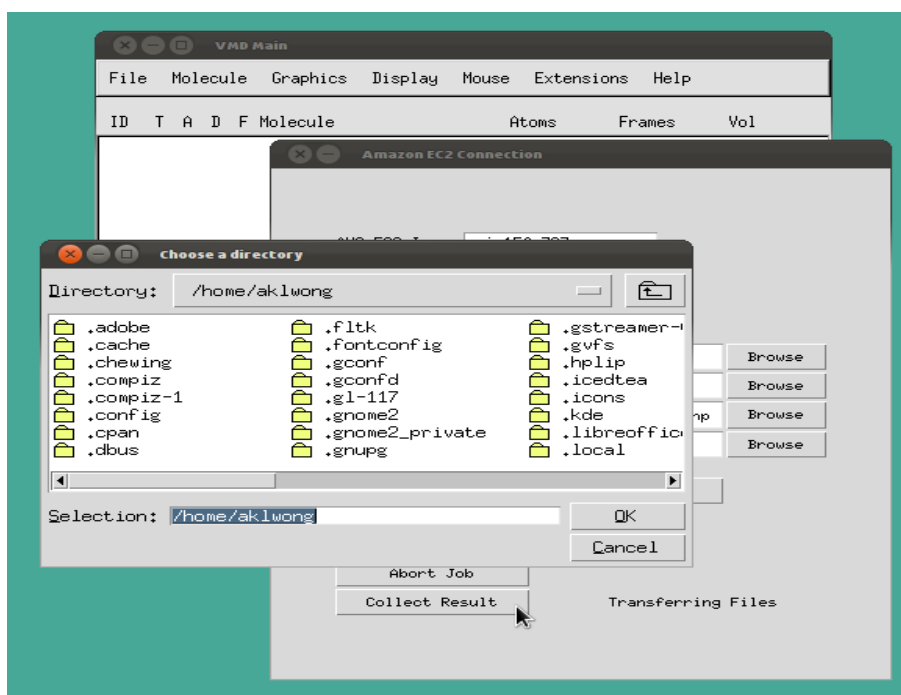 VMD Main
File Molecule Graphics Display Mouse Extensions Help
ID T A D F Molecule Atoms Frames Vol
Amazon EC2 Connection
Choose a directory
Directory: /home/aklwong
.adobe .fltk .gstreamer-
.cache .fontconfig .gvfs
.chewing .gconf .hplip
.compiz .gconfd .icedtea
.compiz-1 .gl-117 .icons
.config .gnome2 .kde
.cpan .gnome2_private .libreoffic
.dbus .gnupg .local
Browse
Browse
Browse
Browse
Selection: /home/aklwong OK
Cancel
Abort Job
Collect Result Transferring Files